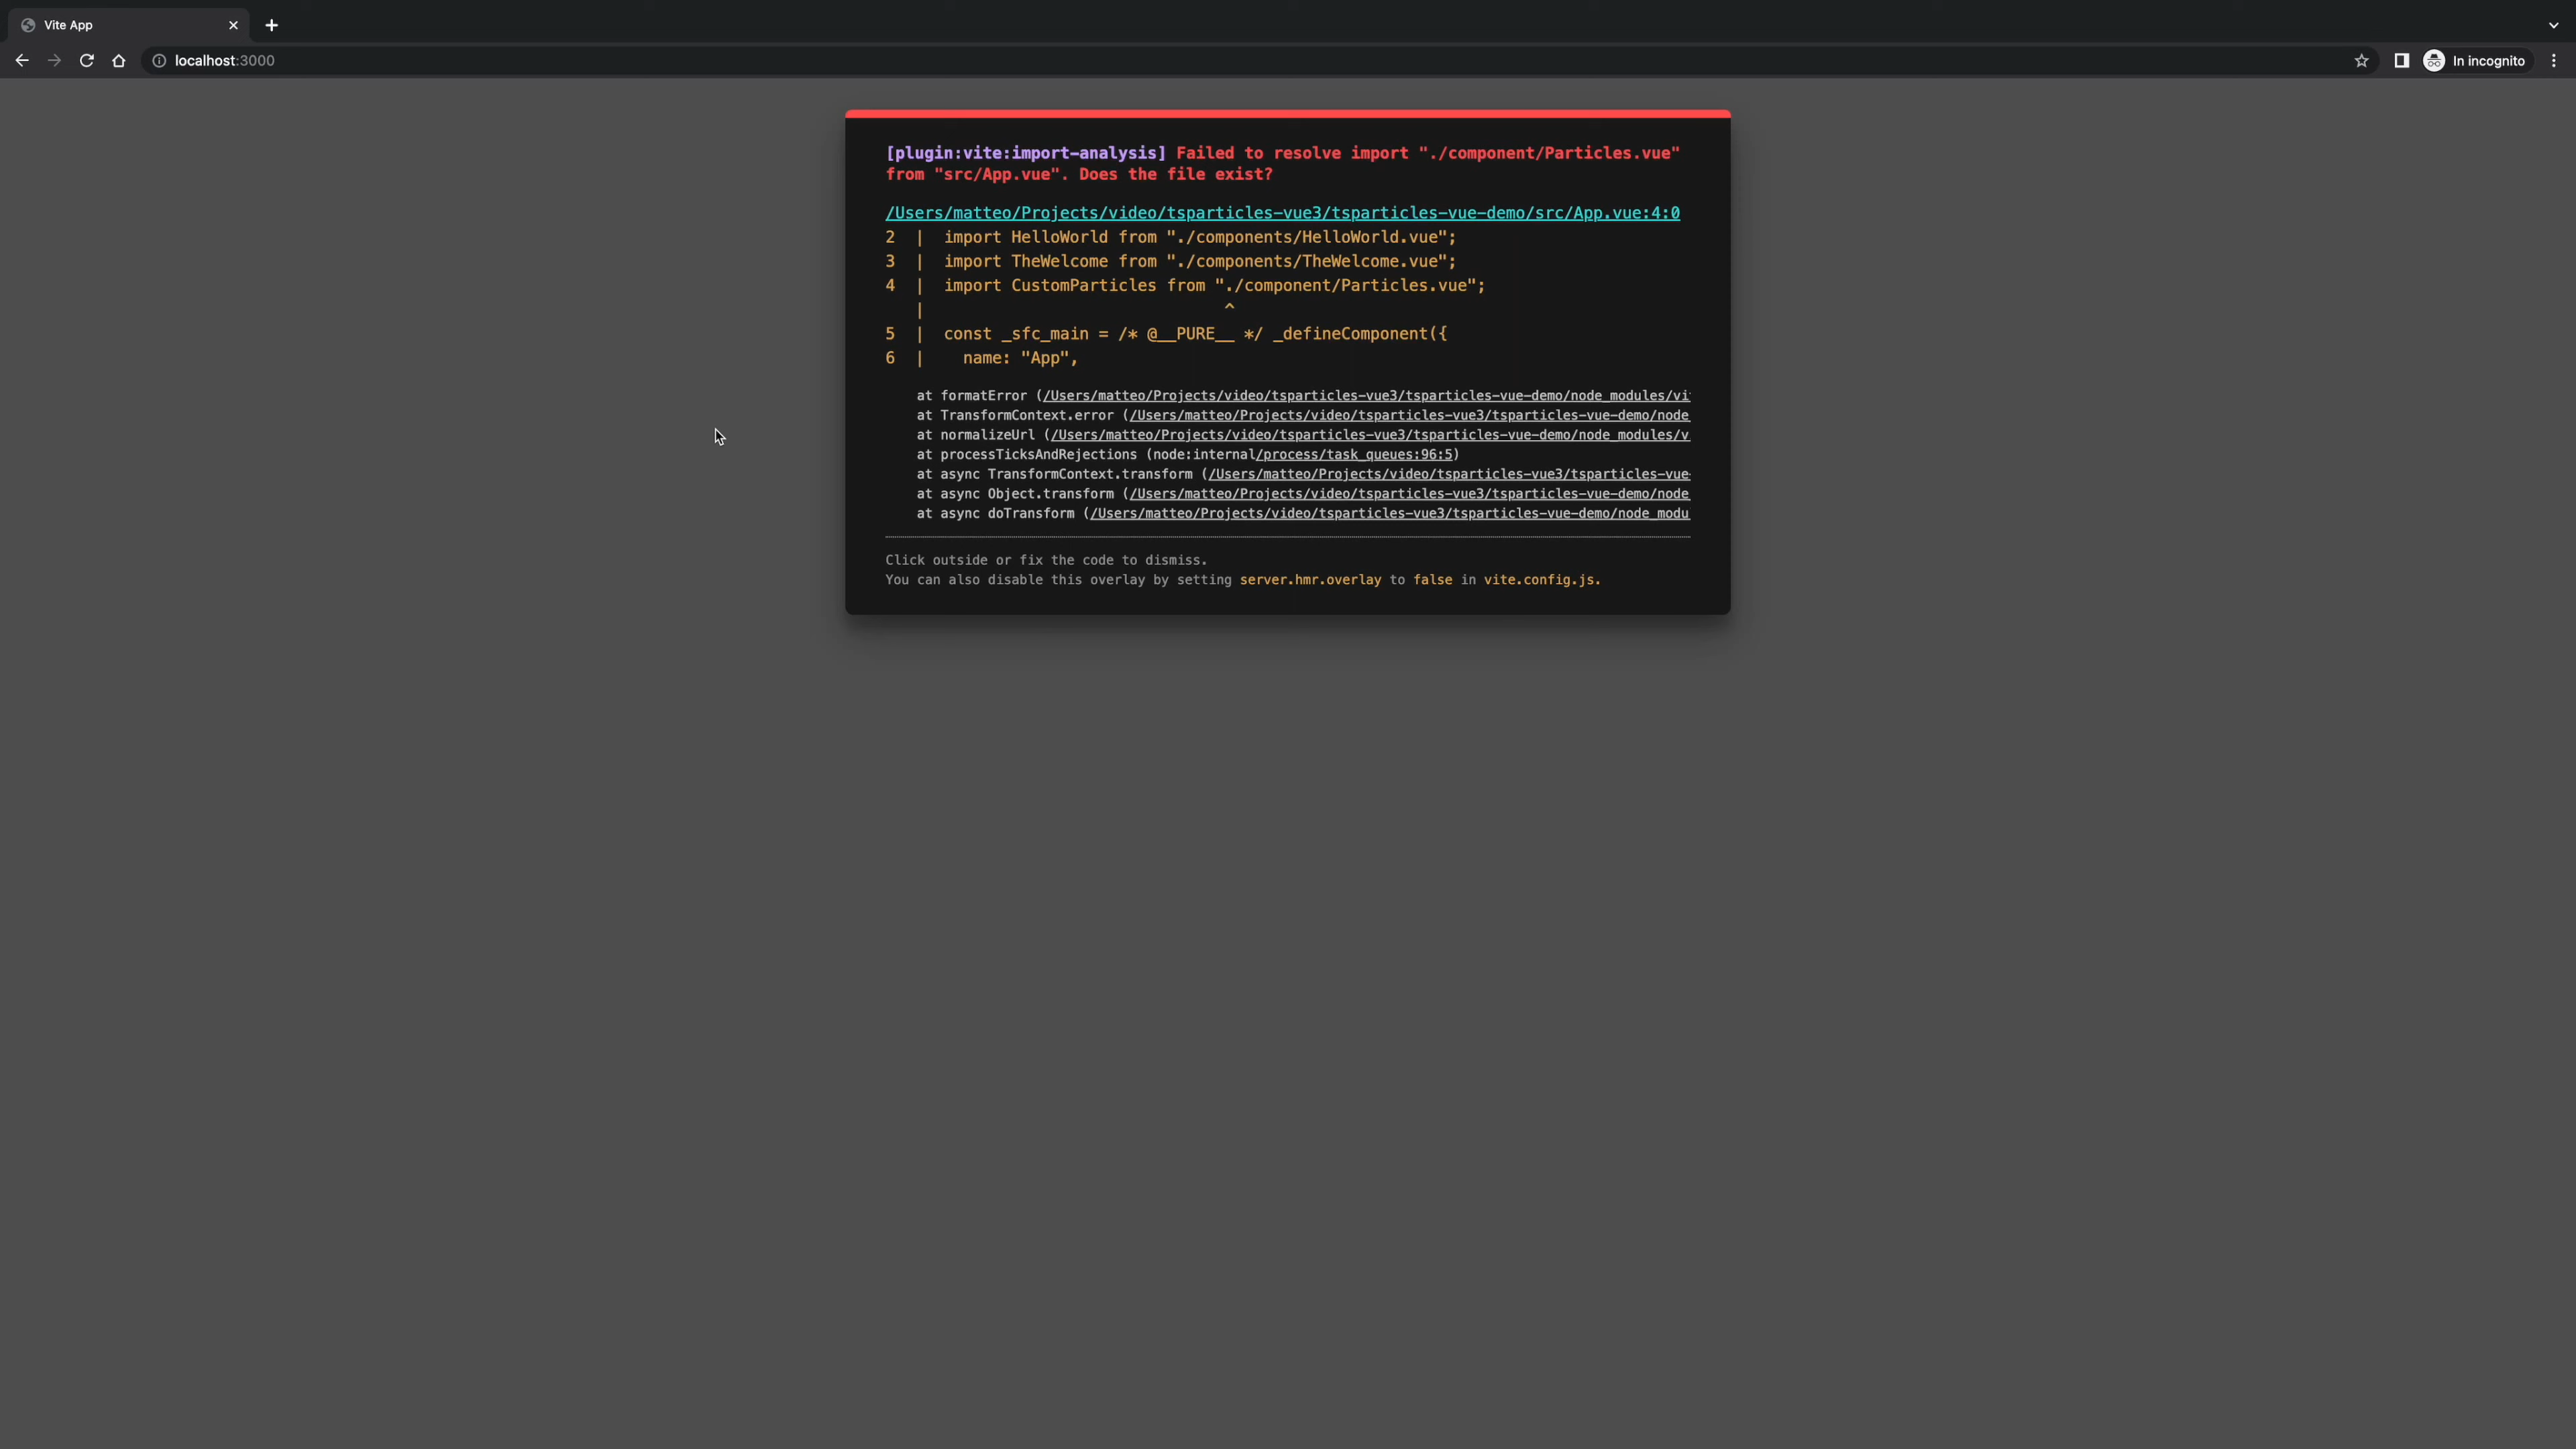 Vite App
localhost:3000
In incognito
[plugin:vite:import-analysis] Failed to resolve import "./component/Particles.vue"
from "src/App.vue". Does the file exist?
/Users/matteo/Projects/video/tsparticles-vue3/tsparticles-vue-demo/src/App.vue:4:0
2 | import HelloWorld from "./components/HelloWorld.vue";
3 | import TheWelcome from "./components/TheWelcome.vue";
4 | import CustomParticles from "./component/Particles.vue";
| ^
5 | const _sfc_main = /* @__PURE__ */ _defineComponent({
6 | name: "App",
at formatError (/Users/matteo/Projects/video/tsparticles-vue3/tsparticles-vue-demo/node_modules/vi
at TransformContext.error (/Users/matteo/Projects/video/tsparticles-vue3/tsparticles-vue-demo/node_
at normalizeUrl (/Users/matteo/Projects/video/tsparticles-vue3/tsparticles-vue-demo/node_modules/v
at processTicksAndRejections (node:internal/process/task_queues:96:5)
at async TransformContext.transform (/Users/matteo/Projects/video/tsparticles-vue3/tsparticles-vue-
at async Object.transform (/Users/matteo/Projects/video/tsparticles-vue3/tsparticles-vue-demo/node_
at async doTransform (/Users/matteo/Projects/video/tsparticles-vue3/tsparticles-vue-demo/node_modu
Click outside or fix the code to dismiss.
You can also disable this overlay by setting server.hmr.overlay to false in vite.config.js.